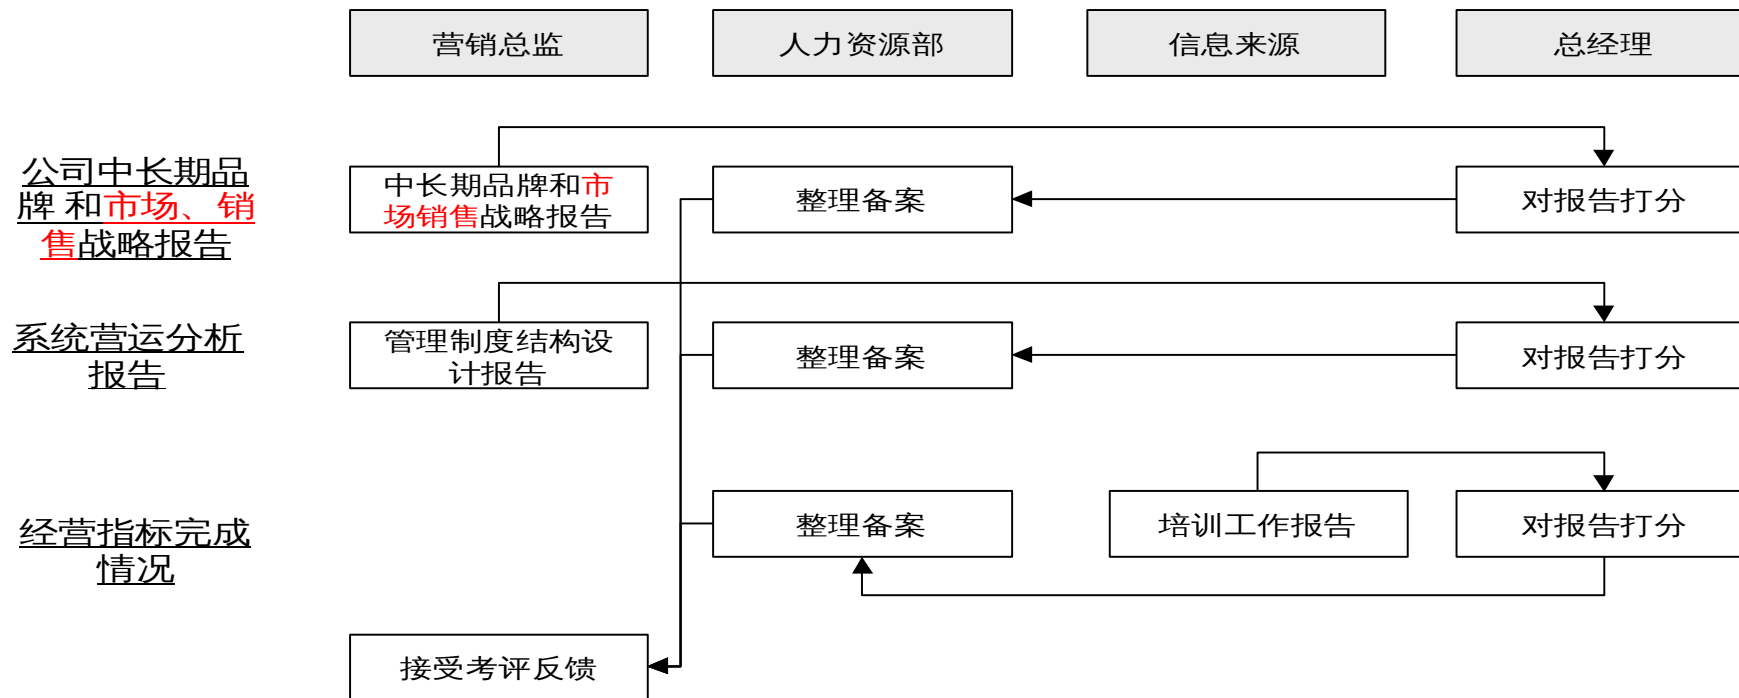 营销总监
人力资源部
信息来源
总经理
公司中长期品
牌 和市场、销
售战略报告
中长期品牌和市
场销售战略报告
整理备案
对报告打分
系统营运分析
报告
管理制度结构设
计报告
整理备案
对报告打分
经营指标完成
情况
整理备案
培训工作报告
对报告打分
接受考评反馈